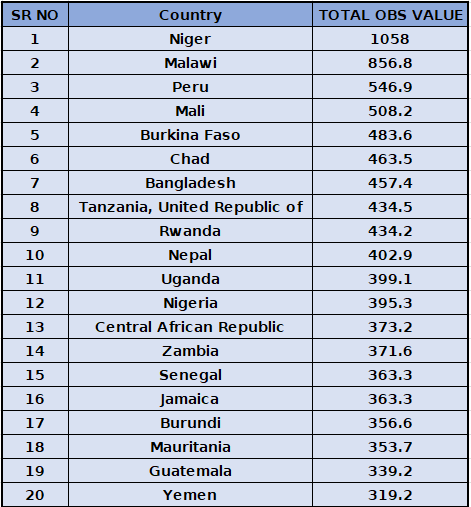 SR NO Country TOTAL OBS VALUE
1 Niger 1058
2 Malawi 856.8
3 Peru 546.9
4 Mali 508.2
5 Burkina Faso 483.6
6 Chad 463.5
7 Bangladesh 457.4
8 Tanzania, United Republic of 434.5
9 Rwanda 434.2
10 Nepal 402.9
11 Uganda 399.1
12 Nigeria 395.3
13 Central African Republic 373.2
14 Zambia 371.6
15 Senegal 363.3
16 Jamaica 363.3
17 Burundi 356.6
18 Mauritania 353.7
19 Guatemala 339.2
20 Yemen 319.2